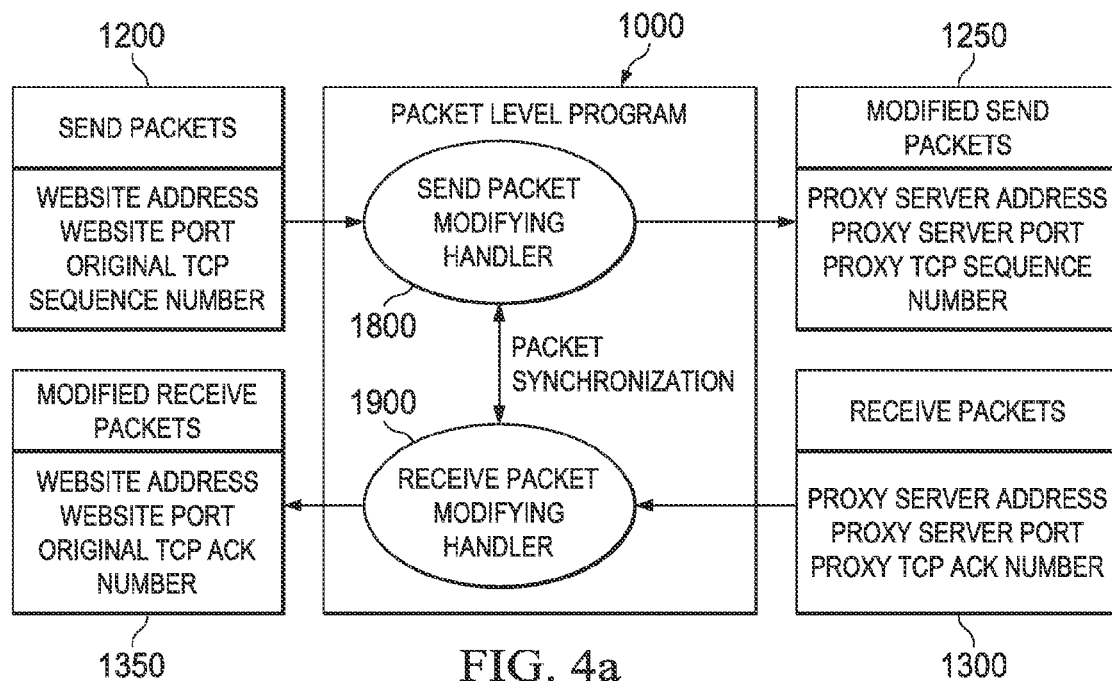 1200
1000
1250
SEND PACKETS
WEBSITE ADDRESS
WEBSITE PORT
ORIGINAL TCP
SEQUENCE NUMBER
PACKET LEVEL PROGRAM
SEND PACKET
MODIFYING
HANDLER
1800
MODIFIED SEND
PACKETS
PROXY SERVER ADDRESS
PROXY SERVER PORT
PROXY TCP SEQUENCE
NUMBER
PACKET
SYNCHRONIZATION
MODIFIED RECEIVE
PACKETS
WEBSITE ADDRESS
WEBSITE PORT
ORIGINAL TCP ACK
NUMBER
1900
RECEIVE PACKET
MODIFYING
HANDLER
RECEIVE PACKETS
PROXY SERVER ADDRESS
PROXY SERVER PORT
PROXY TCP ACK NUMBER
1350
FIG. 4a
1300